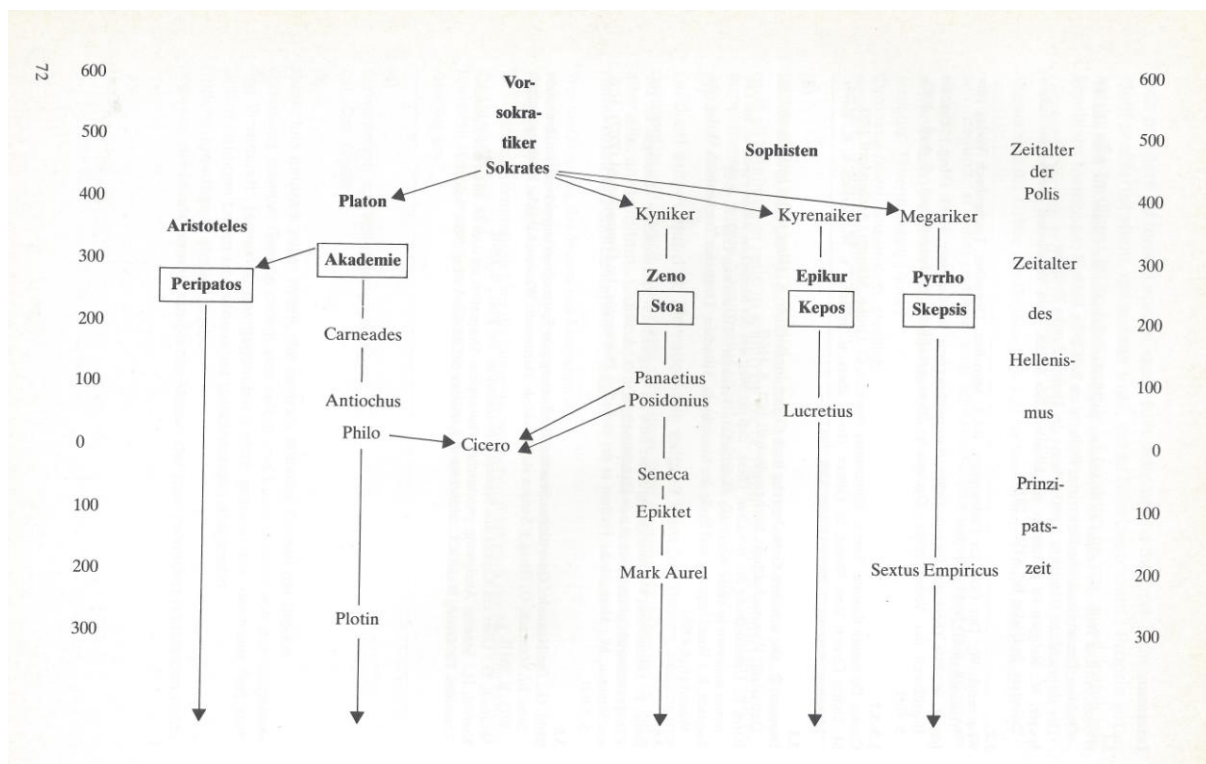 72
600
600
Vor-
sokra-
tiker
500
500
Sophisten
Zeitalter
der
Polis
Sokrates
400
400
Platon
Kyniker
Kyrenaiker
Megariker
Aristoteles
300
300
Akademie
Zeitalter
Peripatos
Zeno
Epikur
Pyrrho
Stoa
Kepos
Skepsis
des
200
200
Carneades
Hellenis-
100
100
Panaetius
Antiochus
Posidonius
Lucretius
mus
0
0
Philo
Cicero
Seneca
Prinzi-
100
100
Epiktet
pats-
200
200
Mark Aurel
Sextus Empiricus
zeit
300
300
Plotin